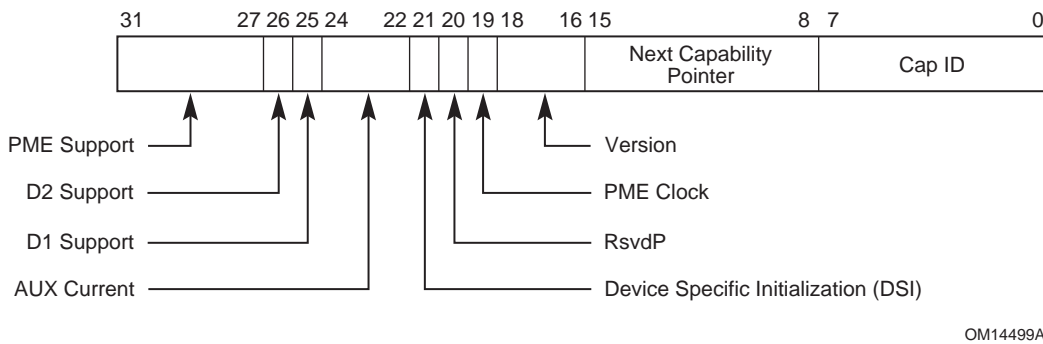 31 27 26 25 24 22 21 20 19 18 16 15 8 7 0
Next Capability
Pointer
Cap ID
PME Support
Version
D2 Support
PME Clock
D1 Support
RsvdP
AUX Current
Device Specific Initialization (DSI)
OM14499A